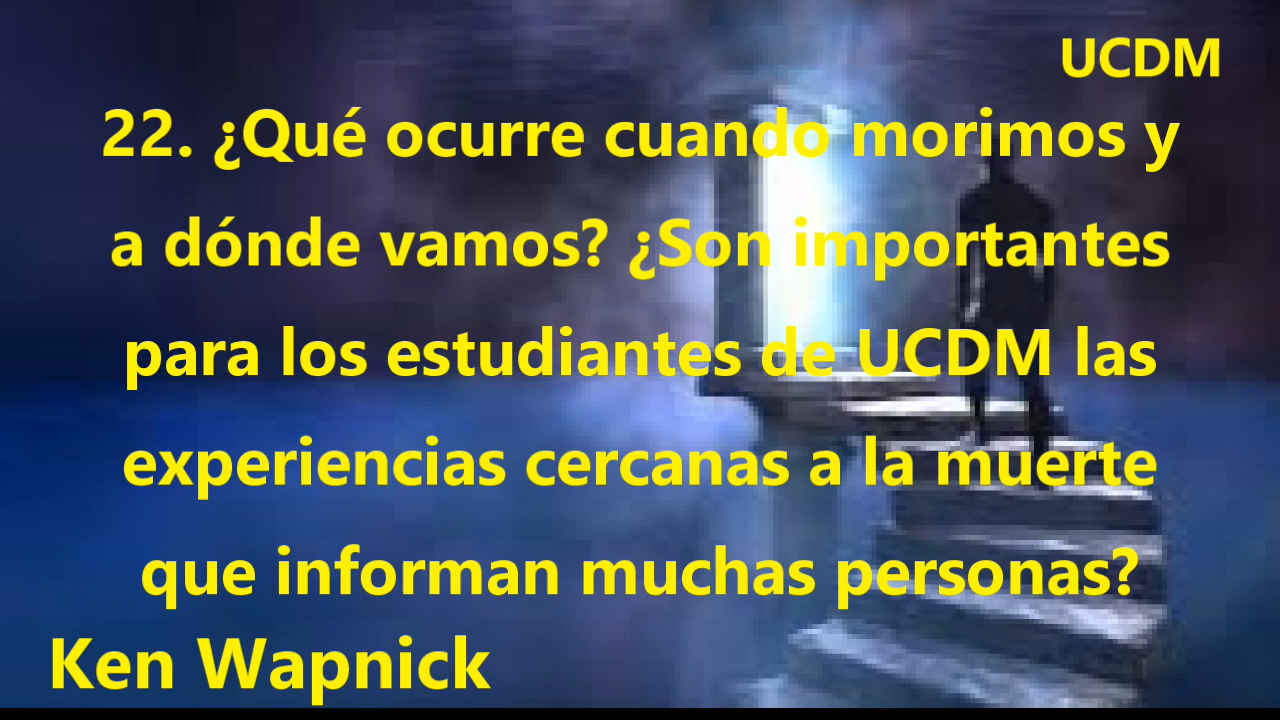 UCDM
22. ¿Qué ocurre cuando morimos y
a dónde vamos? ¿Son importantes
para los estudiantes de UCDM las
experiencias cercanas a la muerte
que informan muchas personas?
Ken Wapnick